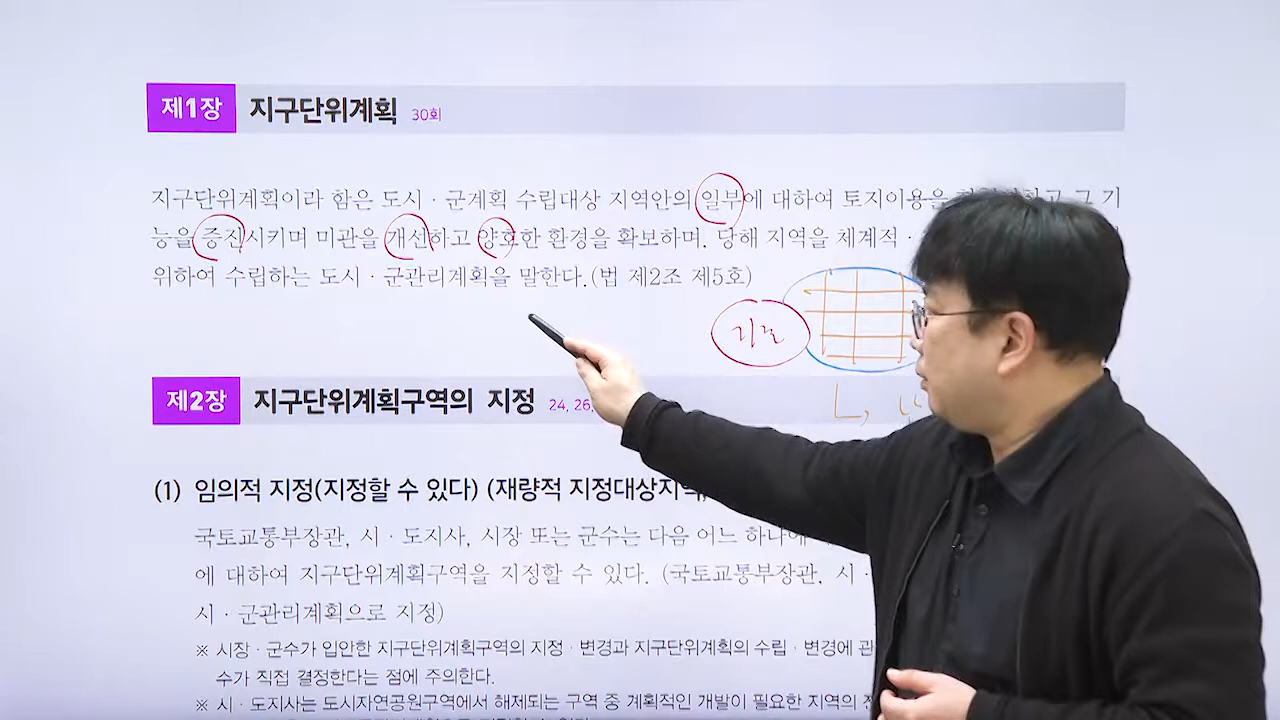 제1장 지구단위계획 30회
지구단위계획이라 함은 도시 · 군계획 수립대상 지역안의 일부에 대하여 토지이용을 그 기
능을 증진시키며 미관을 개선하고 양호한 환경을 확보하며, 당해 지역을 체계적 ·
위하여 수립하는 도시 · 군관리계획을 말한다.(법 제2조 제5호)
기존
L,
제2장 지구단위계획구역의 지정 24, 26,
(1) 임의적 지정(지정할 수 있다) (재량적 지정대상지역,
국토교통부장관, 시 · 도지사, 시장 또는 군수는 다음 어느 하나에
에 대하여 지구단위계획구역을 지정할 수 있다. (국토교통부장관, 시 ·
시 · 군관리계획으로 지정)
※ 시장 · 군수가 입안한 지구단위계획구역의 지정 · 변경과 지구단위계획의 수립 · 변경에 관
수가 직접 결정한다는 점에 주의한다.
※ 시 · 도지사는 도시자연공원구역에서 해제되는 구역 중 계획적인 개발이 필요한 지역의